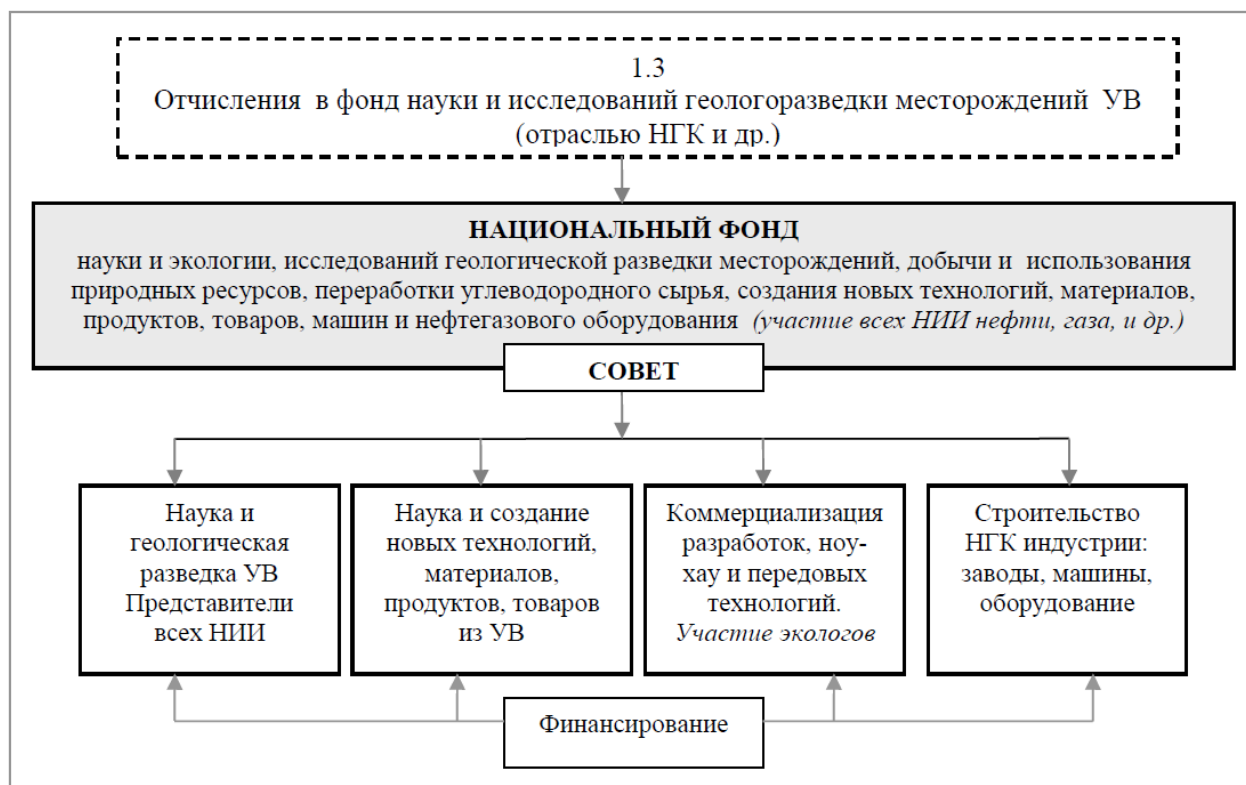 1.3
Отчисления в фонд науки и исследований геологоразведки месторождений УВ
(отраслью НГК и др.)
НАЦИОНАЛЬНЫЙ ФОНД
науки и экологии, исследований геологической разведки месторождений, добычи и использования
природных ресурсов, переработки углеводородного сырья, создания новых технологий, материалов,
продуктов, товаров, машин и нефтегазового оборудования (участие всех НИИ нефти, газа, и др.)
СОВЕТ
Наука и
геологическая
разведка УВ
Представители
всех НИИ
Наука и создание
новых технологий,
материалов,
продуктов, товаров
из УВ
Коммерциализация
разработок, ноу-
хау и передовых
технологий.
Участие экологов
Строительство
НГК индустрии:
заводы, машины,
оборудование
Финансирование